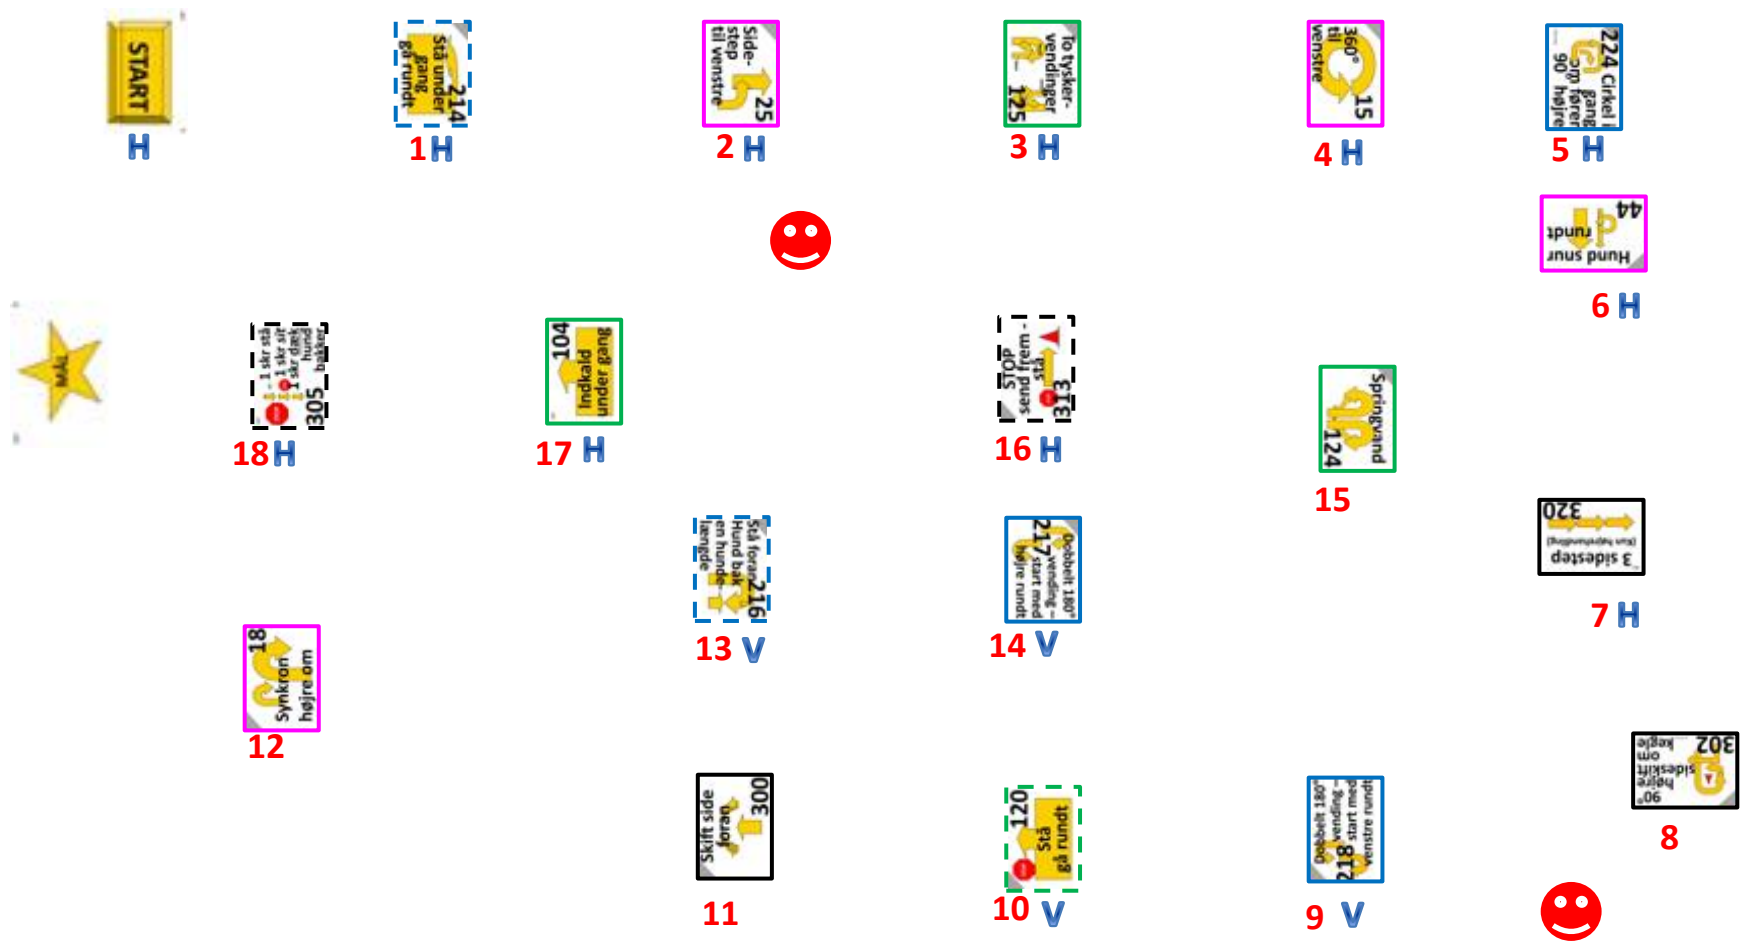 START
H
Stå under
gang
gå rundt
214
1 H
Side-
step
til venstre
25
2 H
To tysker-
vendinger
125
3 H
360°
til
venstre
15
4 H
224 Cirkel i
gang
om fører
90° højre
5 H
44
Hund snur
rundt
6 H
MÅL
- 1 skr stå
- 1 skr sit
1 skr dæk
hund
bakker
305
18 H
104
Indkald
under gang
17 H
STOP
send frem -
stå
313
16 H
Springvand
124
15
320
3 sidestep
(Kun højrehandling)
7 H
Stå foran
Hund bak
en hunde-
længde
216
13 V
Dobbelt 180°
vending –
start med
højre rundt
217
14 V
18
Synkron
højre om
12
Skift side
foran
300
11
120
Stå
gå rundt
10 V
Dobbelt 180°
vending –
start med
venstre rundt
218
9 V
302
90°
højre
sideskift
om
kegle
8